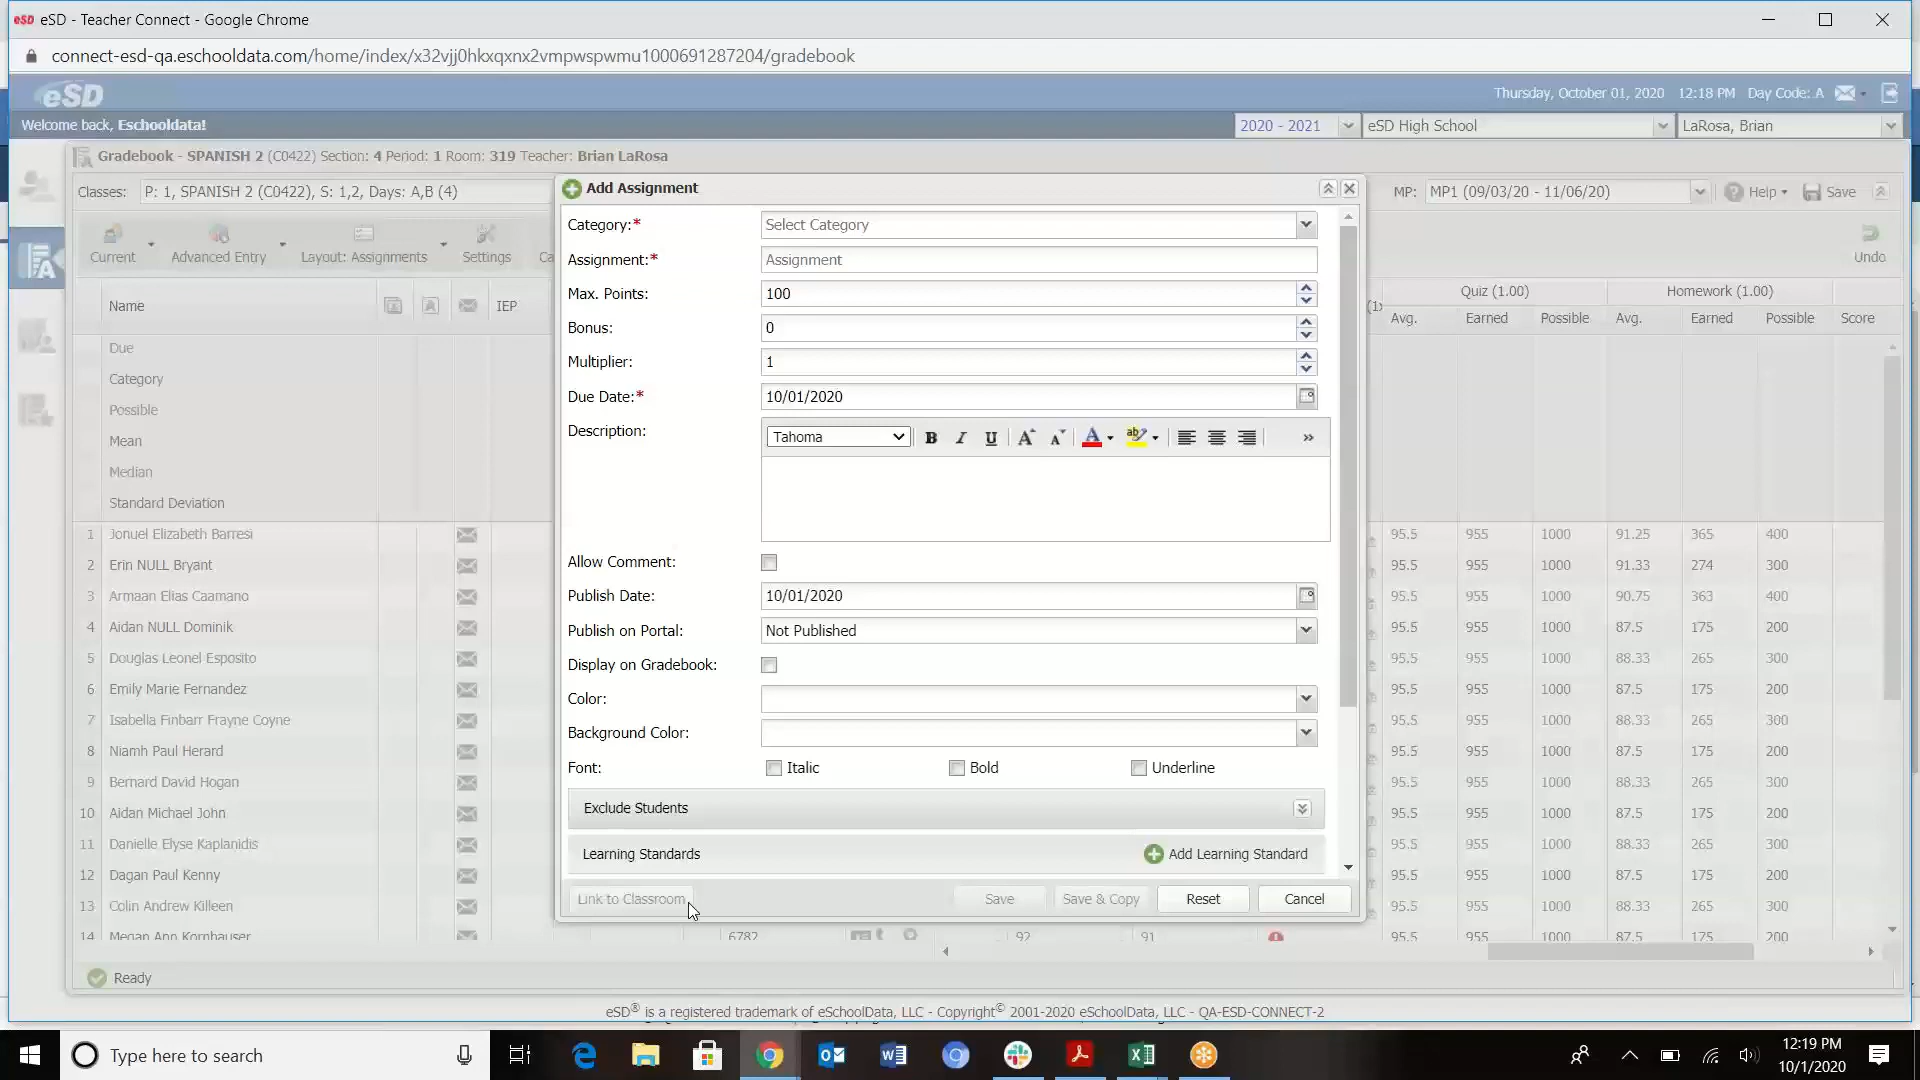 eSD - Teacher Connect - Google Chrome
connect-esd-qa.eschooldata.com/home/index/x32vjj0hkxqxnx2vmpwspwmu1000691287204/gradebook
eSD Thursday, October 01, 2020 12:18 PM Day Code: A
Welcome back, Eschooldata! 2020 - 2021 eSD High School LaRosa, Brian
Gradebook - SPANISH 2 (C0422) Section: 4 Period: 1 Room: 319 Teacher: Brian LaRosa
Classes: P: 1, SPANISH 2 (C0422), S: 1,2, Days: A,B (4) MP: MP1 (09/03/20 - 11/06/20) Help Save
Current Advanced Entry Layout: Assignments Settings Ca Undo
Name IEP
Quiz (1.00) Homework (1.00)
Avg. Earned Possible Avg. Earned Possible Score
Due
Category
Possible
Mean
Median
Standard Deviation
1 Jonuel Elizabeth Barresi 95.5 955 1000 91.25 365 400
2 Erin NULL Bryant 95.5 955 1000 91.33 274 300
3 Armaan Elias Caamano 95.5 955 1000 90.75 363 400
4 Aidan NULL Dominik 95.5 955 1000 87.5 175 200
5 Douglas Leonel Esposito 95.5 955 1000 88.33 265 300
6 Emily Marie Fernandez 95.5 955 1000 87.5 175 200
7 Isabella Finbarr Frayne Coyne 95.5 955 1000 88.33 265 300
8 Niamh Paul Herard 95.5 955 1000 87.5 175 200
9 Bernard David Hogan 95.5 955 1000 88.33 265 300
10 Aidan Michael John 95.5 955 1000 87.5 175 200
11 Danielle Elyse Kaplanidis 95.5 955 1000 88.33 265 300
12 Dagan Paul Kenny 95.5 955 1000 87.5 175 200
13 Colin Andrew Killeen 95.5 955 1000 88.33 265 300
14 Megan Ann Kornhauser 6782 92 91 95.5 955 1000 87.5 175 200
Add Assignment
Category:* Select Category
Assignment:* Assignment
Max. Points: 100
Bonus: 0
Multiplier: 1
Due Date:* 10/01/2020
Description: Tahoma B I U A A A ab »
Allow Comment:
Publish Date: 10/01/2020
Publish on Portal: Not Published
Display on Gradebook:
Color:
Background Color:
Font: Italic Bold Underline
Exclude Students
Learning Standards Add Learning Standard
Link to Classroom Save Save & Copy Reset Cancel
Ready
eSD® is a registered trademark of eSchoolData, LLC - Copyright© 2001-2020 eSchoolData, LLC - QA-ESD-CONNECT-2
Type here to search
12:19 PM
10/1/2020